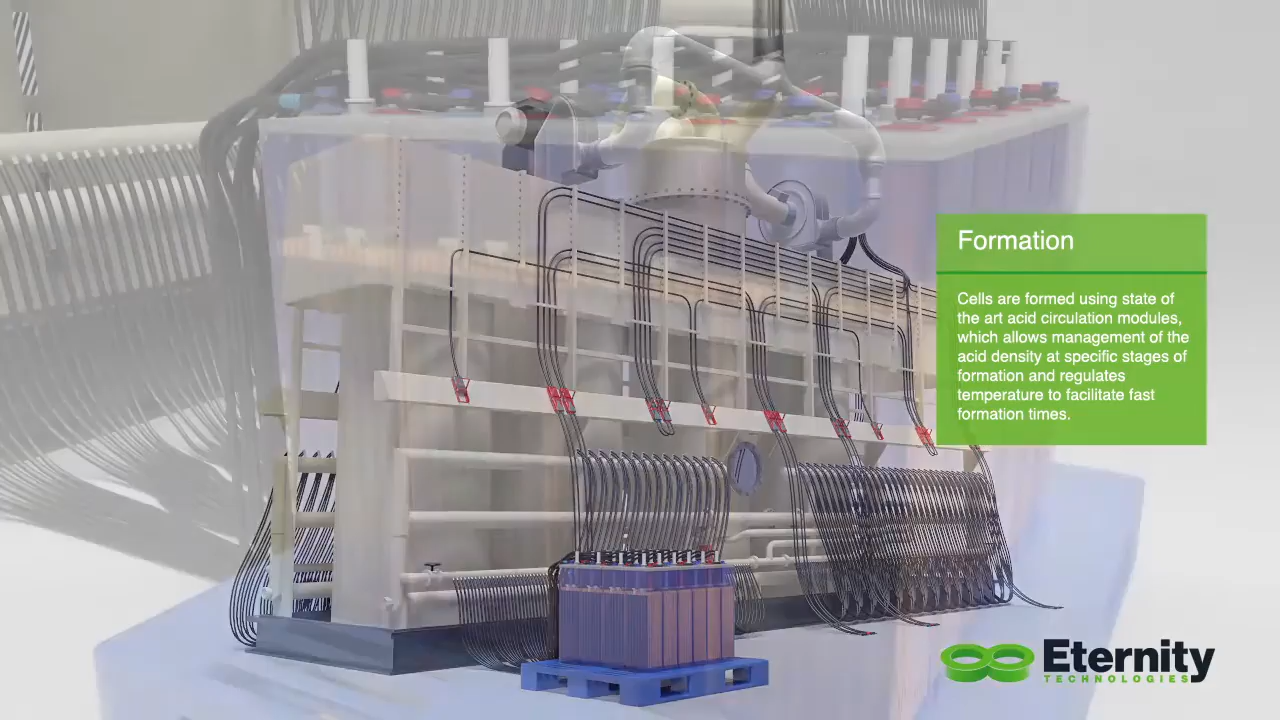 Formation
Cells are formed using state of
the art acid circulation modules,
which allows management of the
acid density at specific stages of
formation and regulates
temperature to facilitate fast
formation times.
Eternity
TECHNOLOGIES